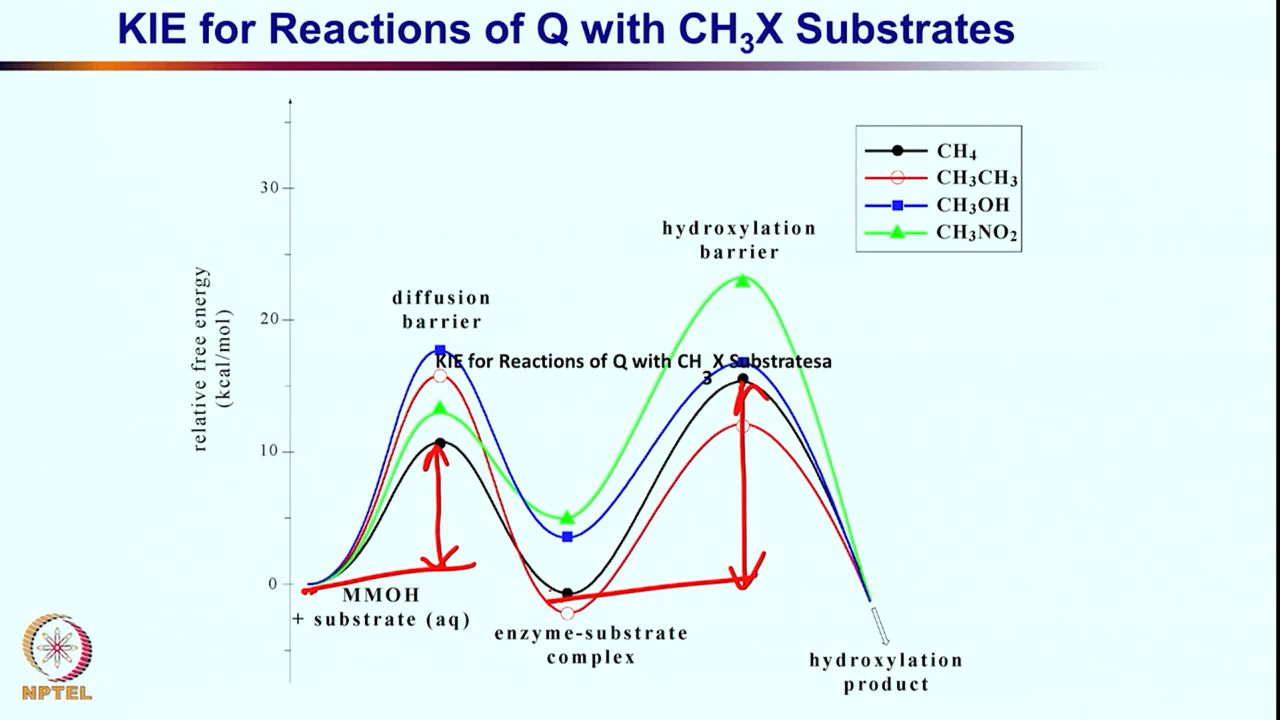 KIE for Reactions of Q with CH₃X Substrates
CH₄
CH₃CH₃
CH₃OH
CH₃NO₂
30
20
10
0
relative free energy
(kcal/mol)
hydroxylation
barrier
diffusion
barrier
KIE for Reactions of Q with CH₃X Substratesa
MMOH
+ substrate (aq)
enzyme-substrate
complex
hydroxylation
product
NPTEL